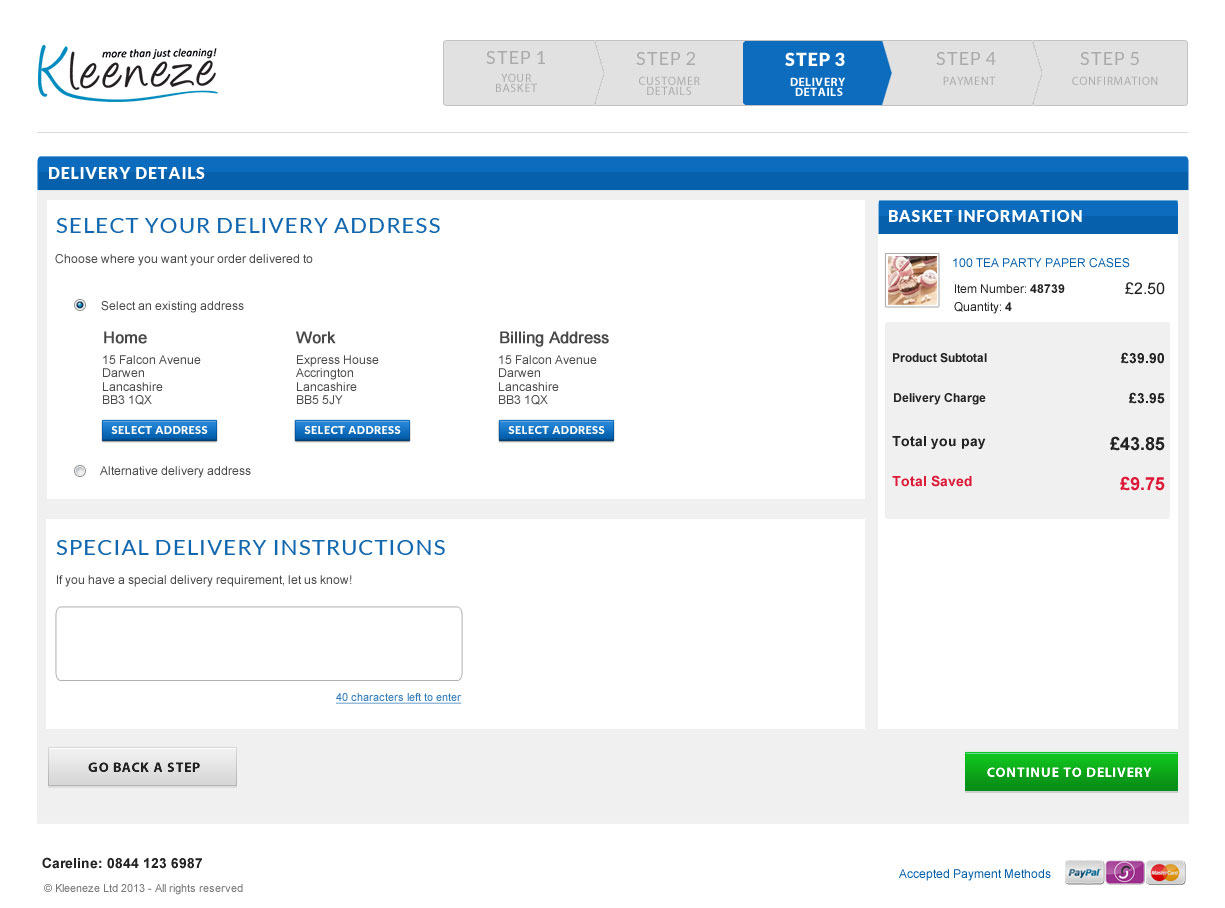 more than just cleaning!
Kleeneze
STEP 1
YOUR
BASKET
STEP 2
CUSTOMER
DETAILS
STEP 3
DELIVERY
DETAILS
STEP 4
PAYMENT
STEP 5
CONFIRMATION
DELIVERY DETAILS
SELECT YOUR DELIVERY ADDRESS
Choose where you want your order delivered to
Select an existing address
Home
15 Falcon Avenue
Darwen
Lancashire
BB3 1QX
SELECT ADDRESS
Work
Express House
Accrington
Lancashire
BB5 5JY
SELECT ADDRESS
Billing Address
15 Falcon Avenue
Darwen
Lancashire
BB3 1QX
SELECT ADDRESS
Alternative delivery address
SPECIAL DELIVERY INSTRUCTIONS
If you have a special delivery requirement, let us know!
40 characters left to enter
BASKET INFORMATION
100 TEA PARTY PAPER CASES
Item Number: 48739 £2.50
Quantity: 4
Product Subtotal £39.90
Delivery Charge £3.95
Total you pay £43.85
Total Saved £9.75
GO BACK A STEP
CONTINUE TO DELIVERY
Careline: 0844 123 6987
© Kleeneze Ltd 2013 - All rights reserved
Accepted Payment Methods
PayPal
MasterCard